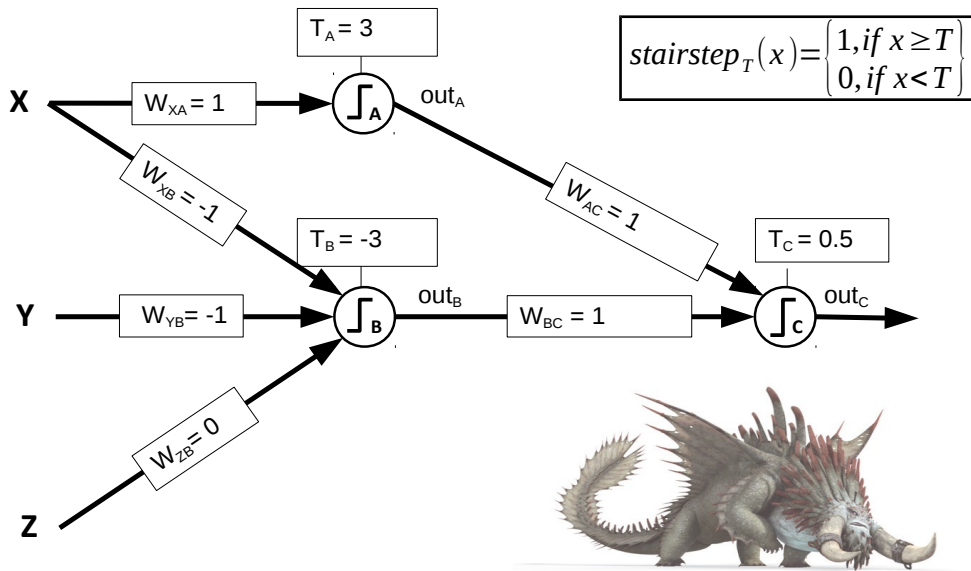 T_A = 3
stairstep_T(x)={1, if x ≥ T
0, if x < T}
X
W_XA = 1
A
out_A
W_XB = -1
W_AC = 1
T_B = -3
T_C = 0.5
Y
W_YB = -1
B
out_B
W_BC = 1
C
out_C
W_ZB = 0
Z